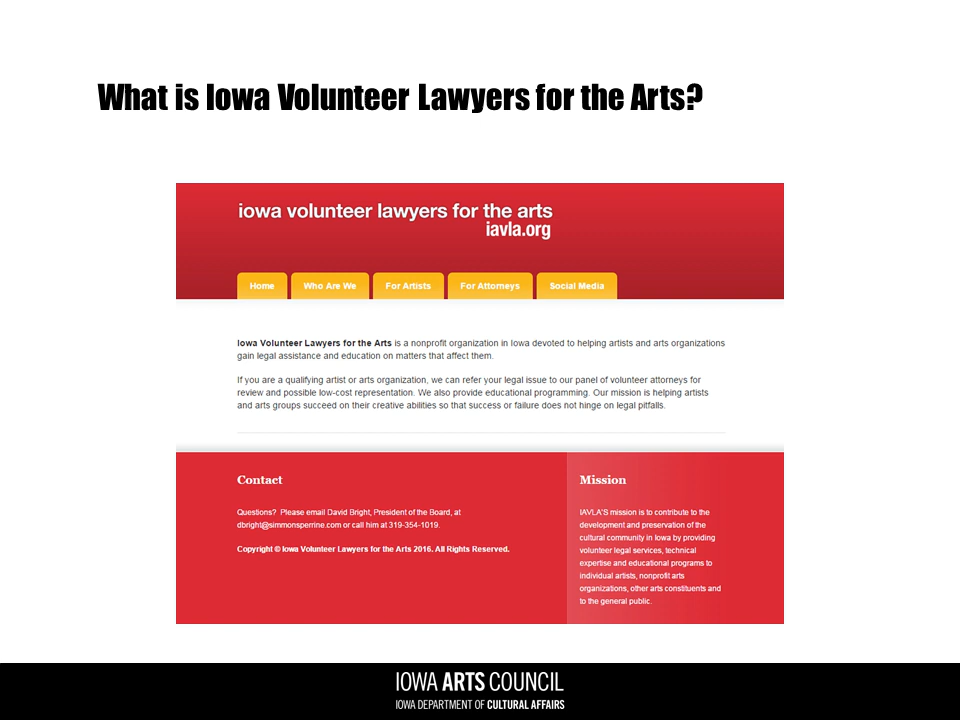 What is Iowa Volunteer Lawyers for the Arts?
iowa volunteer lawyers for the arts
iavla.org
Home Who Are We For Artists For Attorneys Social Media
Iowa Volunteer Lawyers for the Arts is a nonprofit organization in Iowa devoted to helping artists and arts organizations
gain legal assistance and education on matters that affect them.
If you are a qualifying artist or arts organization, we can refer your legal issue to our panel of volunteer attorneys for
review and possible low-cost representation. We also provide educational programming. Our mission is helping artists
and arts groups succeed on their creative abilities so that success or failure does not hinge on legal pitfalls.
Contact
Questions? Please email David Bright, President of the Board, at
dbright@simmonsperrine.com or call him at 319-354-1019.
Copyright © Iowa Volunteer Lawyers for the Arts 2016. All Rights Reserved.
Mission
IAVLA'S mission is to contribute to the
development and preservation of the
cultural community in Iowa by providing
volunteer legal services, technical
expertise and educational programs to
individual artists, nonprofit arts
organizations, other arts constituents and
to the general public.
IOWA ARTS COUNCIL
IOWA DEPARTMENT OF CULTURAL AFFAIRS